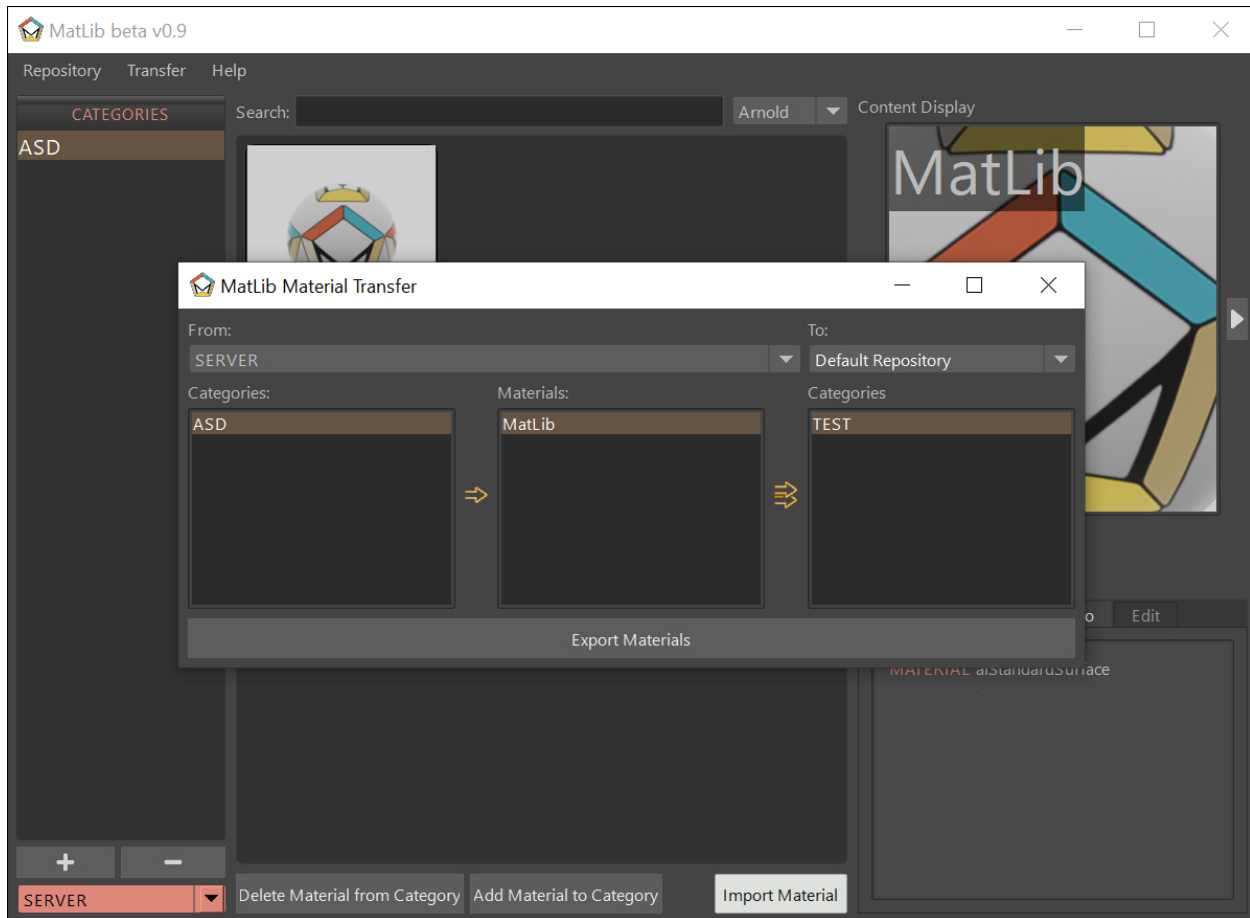 MatLib beta v0.9
Repository Transfer Help
CATEGORIES
Search:
Arnold
Content Display
ASD
MatLib
MatLib Material Transfer
From:
To:
SERVER
Default Repository
Categories:
Materials:
Categories
ASD
MatLib
TEST
Export Materials
Edit
MATERIAL aiStandardSurface
+ −
SERVER
Delete Material from Category
Add Material to Category
Import Material